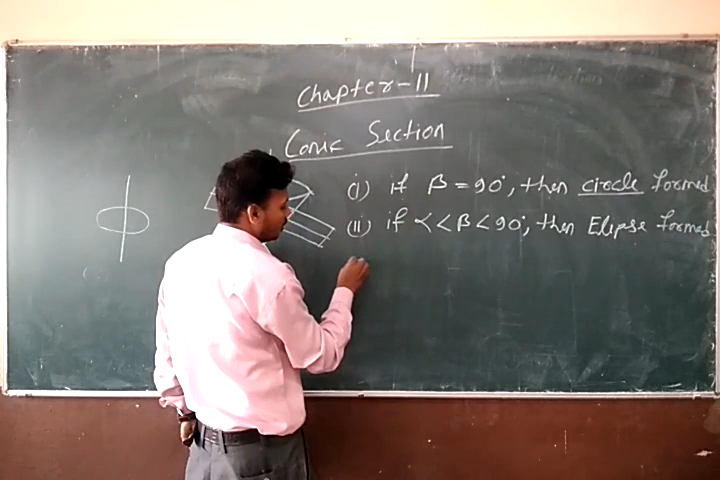 Chapter-11
Conic Section
(i) if β = 90°, then circle formed
(ii) if α < β < 90°, then Elipse formed